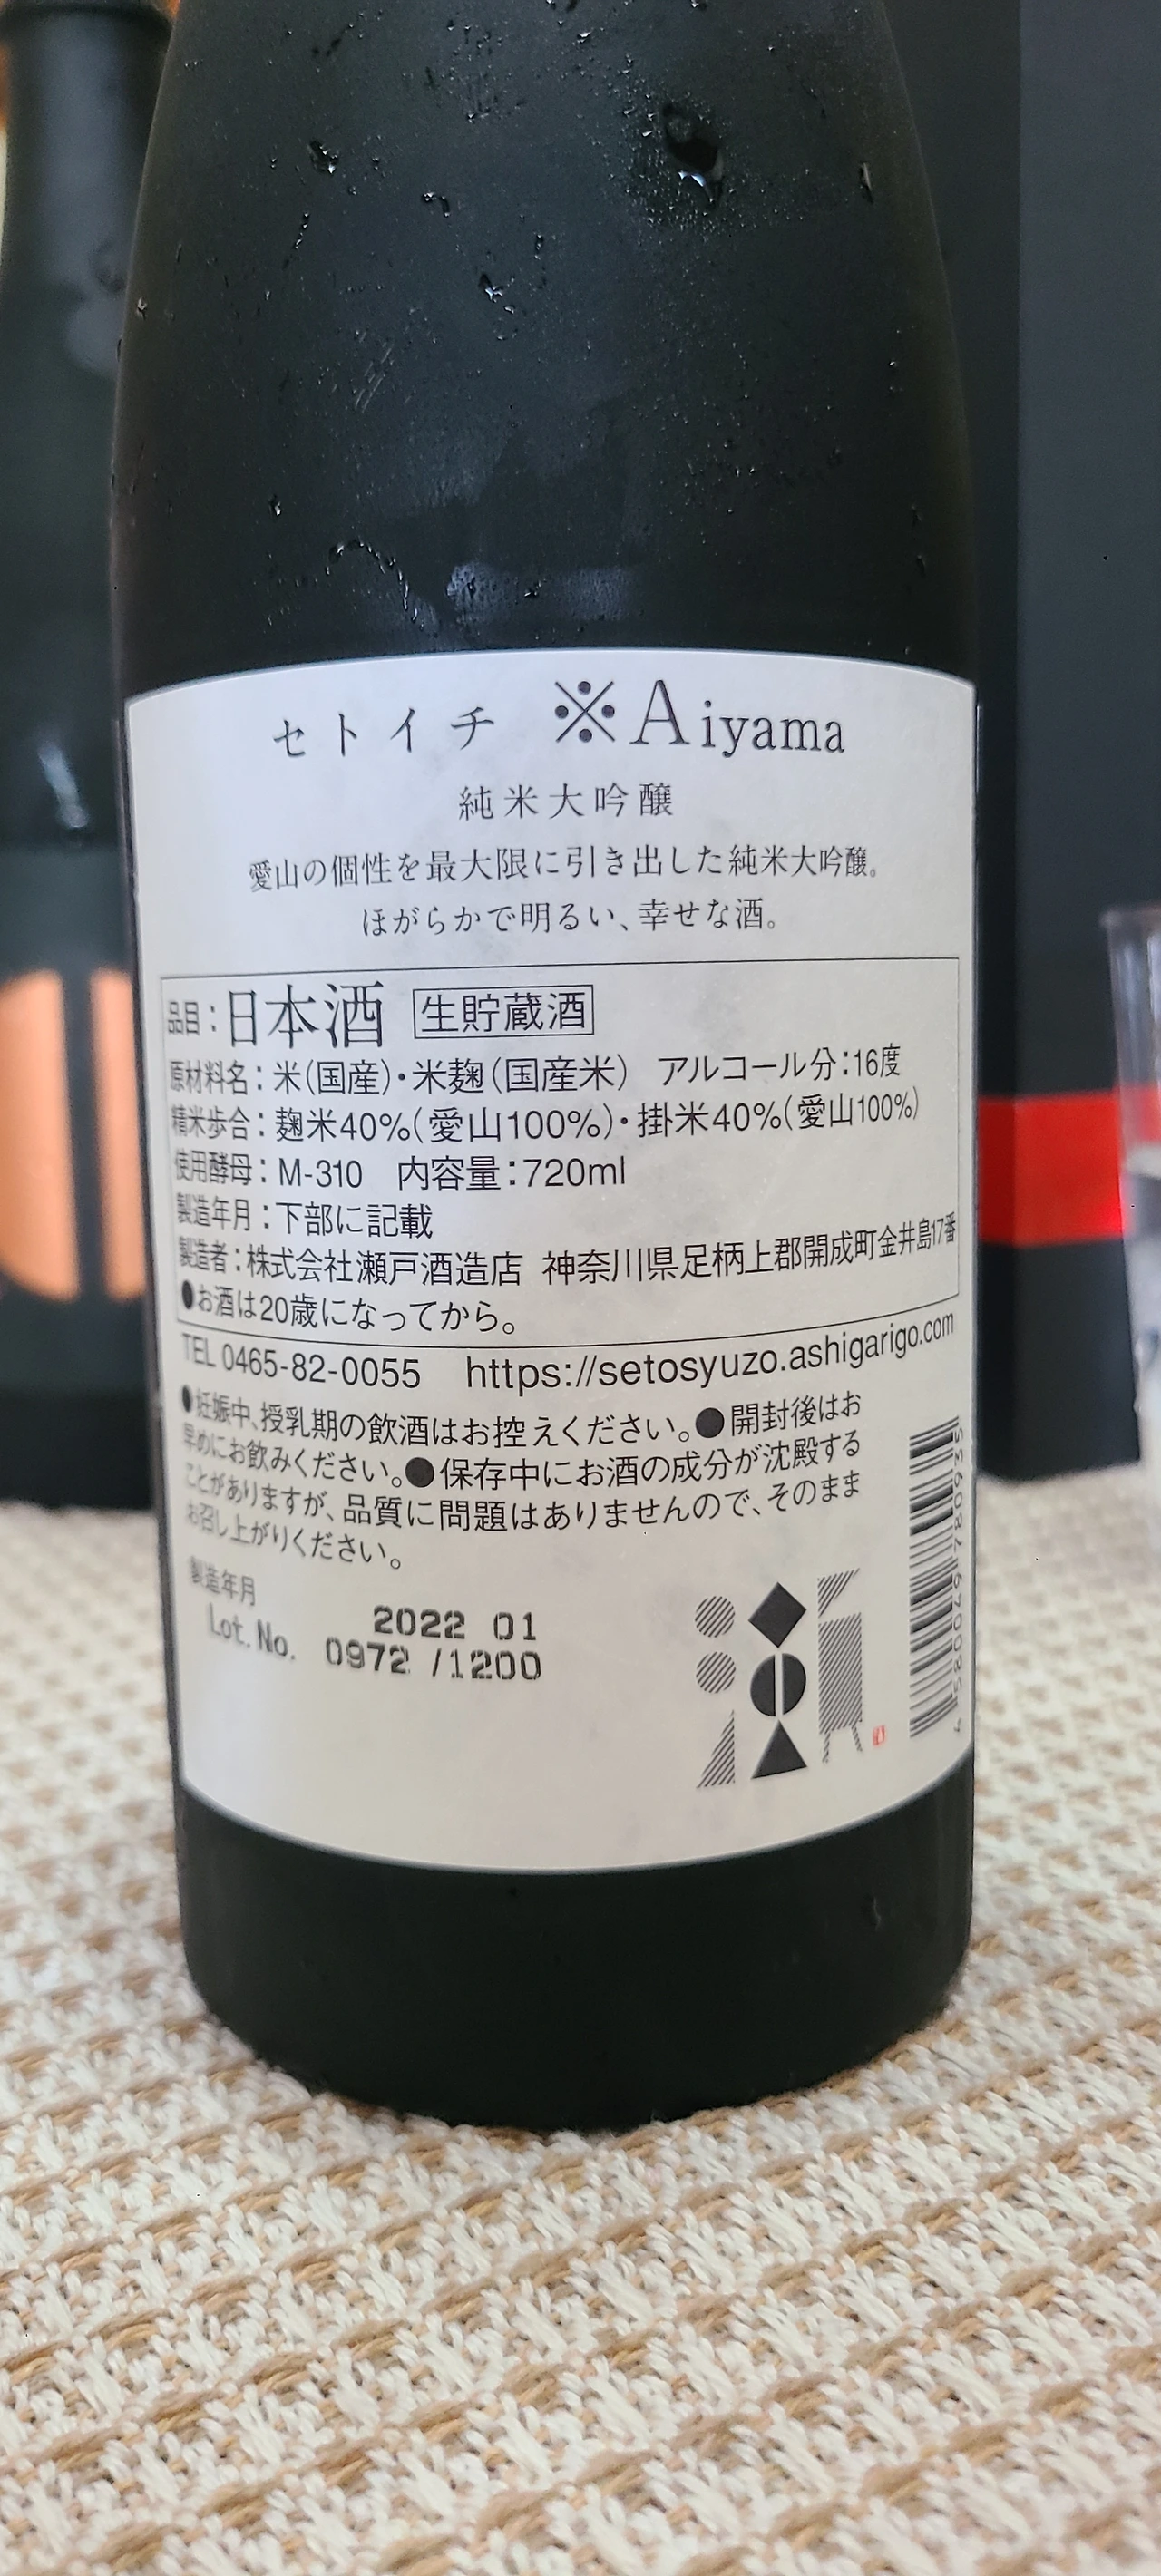 セトイチ ※Aiyama
純米大吟醸
愛山の個性を最大限に引き出した純米大吟醸。
ほがらかで明るい、幸せな酒。
品目：日本酒 生貯蔵酒
原材料名：米（国産）・米麹（国産米） アルコール分：16度
精米歩合：麹米40%（愛山100%）・掛米40%（愛山100%）
使用酵母：M-310 内容量：720ml
製造年月：下部に記載
製造者：株式会社瀬戸酒造店 神奈川県足柄上郡開成町金井島17番
●お酒は20歳になってから。
TEL 0465-82-0055 https://setosyuzo.ashigarigo.com
●妊娠中、授乳期の飲酒はお控えください。●開封後はお
早めにお飲みください。●保存中にお酒の成分が沈殿する
ことがありますが、品質に問題はありませんので、そのまま
お召し上がりください。
製造年月
2022 01
Lot.No. 0972 /1200